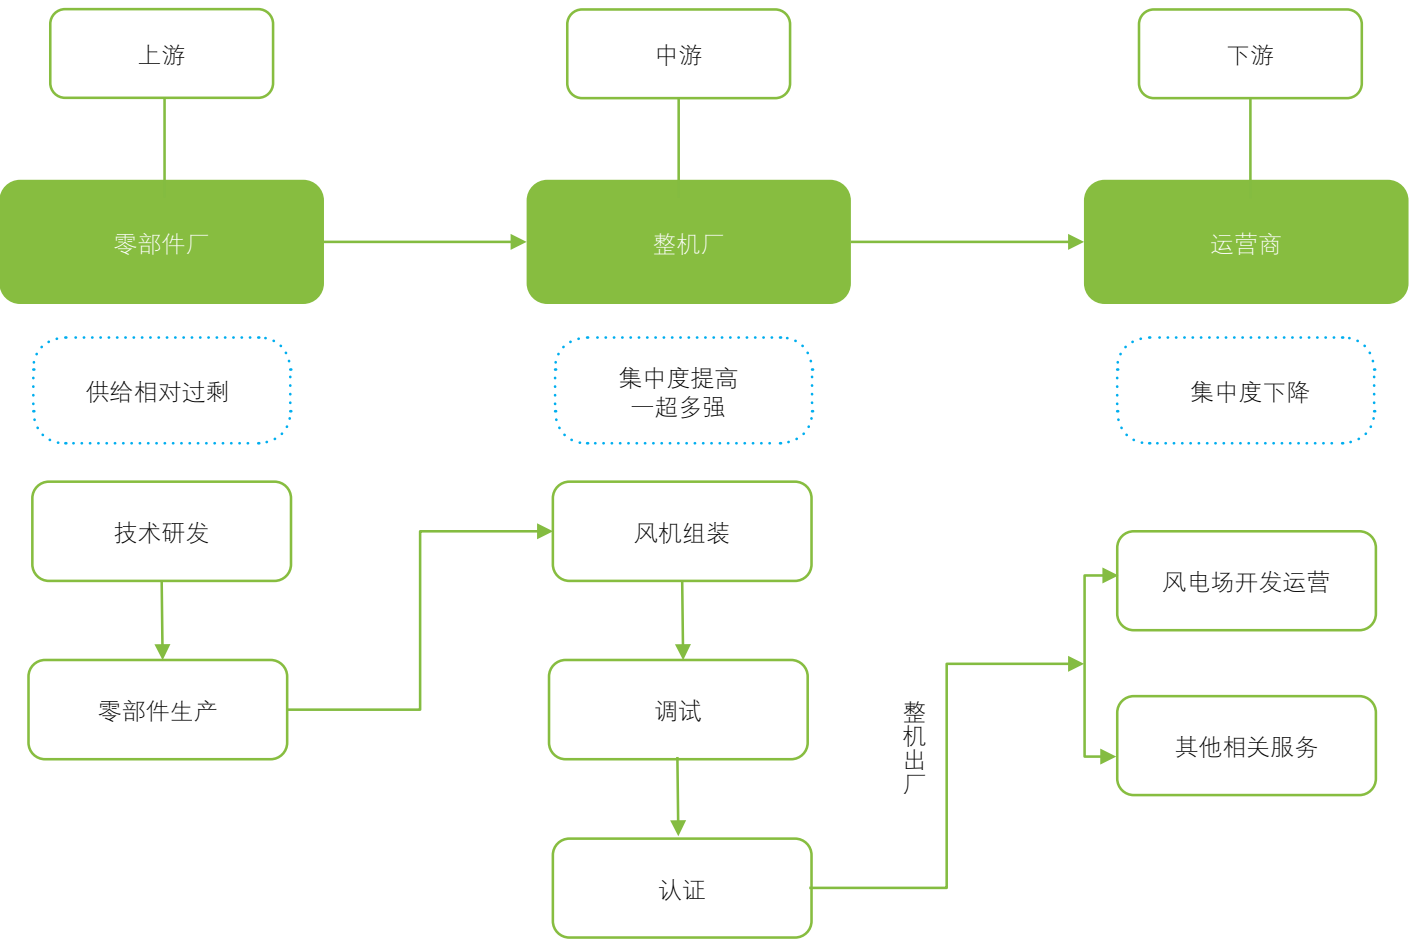 上游
中游
下游
零部件厂
整机厂
运营商
供给相对过剩
集中度提高
一超多强
集中度下降
技术研发
风机组装
风电场开发运营
零部件生产
调试
整机出厂
其他相关服务
认证